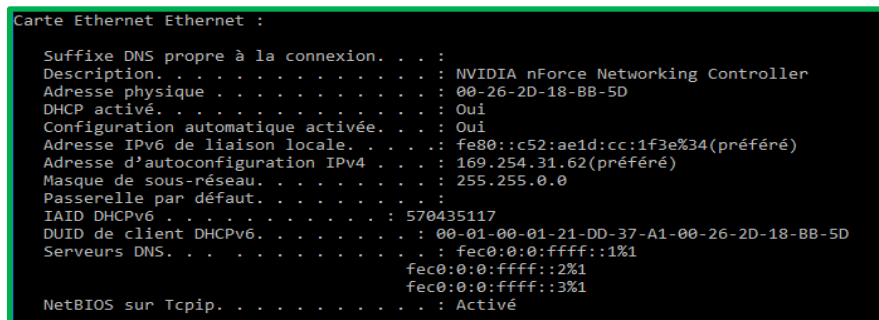 Carte Ethernet Ethernet :
Suffixe DNS propre à la connexion. . . :
Description. . . . . . . . . . . . . . : NVIDIA nForce Networking Controller
Adresse physique . . . . . . . . . . . : 00-26-2D-18-BB-5D
DHCP activé. . . . . . . . . . . . . . : Oui
Configuration automatique activée. . . : Oui
Adresse IPv6 de liaison locale. . . . .: fe80::c52:ae1d:cc:1f3e%34(préféré)
Adresse d'autoconfiguration IPv4 . . . : 169.254.31.62(préféré)
Masque de sous-réseau. . . . . . . . . : 255.255.0.0
Passerelle par défaut. . . . . . . . . :
IAID DHCPv6 . . . . . . . . . . . : 570435117
DUID de client DHCPv6. . . . . . . . : 00-01-00-01-21-DD-37-A1-00-26-2D-18-BB-5D
Serveurs DNS. . . . . . . . . . . . . : fec0:0:0:ffff::1%1
fec0:0:0:ffff::2%1
fec0:0:0:ffff::3%1
NetBIOS sur Tcpip. . . . . . . . . . . : Activé